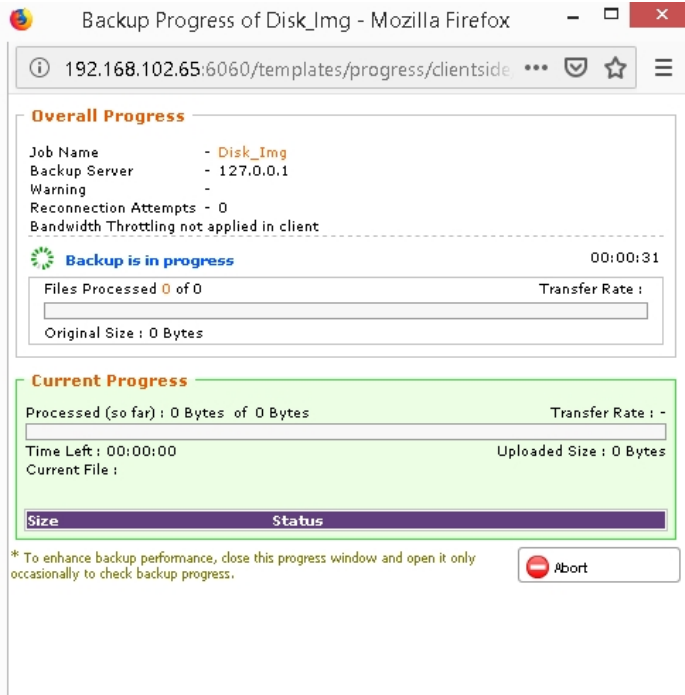 Backup Progress of Disk_Img - Mozilla Firefox
192.168.102.65:6060/templates/progress/clientside
Overall Progress
Job Name - Disk_Img
Backup Server - 127.0.0.1
Warning -
Reconnection Attempts - 0
Bandwidth Throttling not applied in client
Backup is in progress 00:00:31
Files Processed 0 of 0 Transfer Rate :
Original Size : 0 Bytes
Current Progress
Processed (so far) : 0 Bytes of 0 Bytes Transfer Rate : -
Time Left : 00:00:00 Uploaded Size : 0 Bytes
Current File :
Size Status
* To enhance backup performance, close this progress window and open it only
occasionally to check backup progress.
Abort